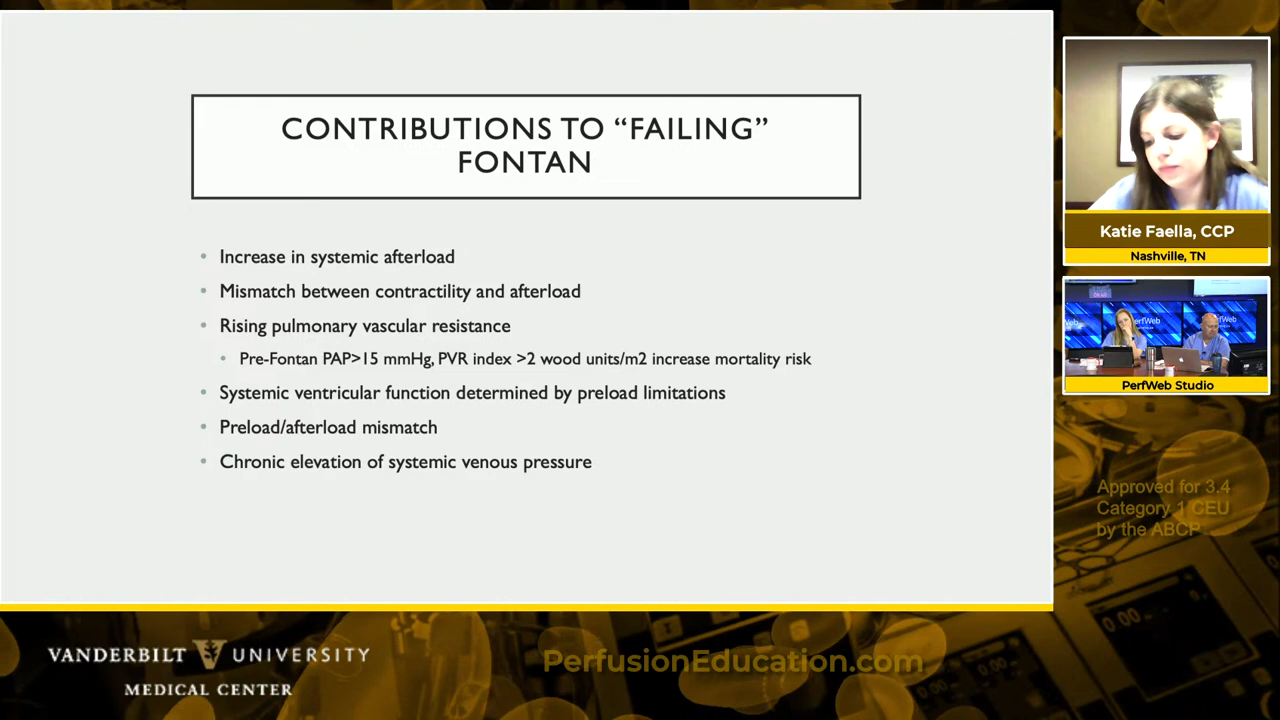 CONTRIBUTIONS TO “FAILING”
FONTAN
• Increase in systemic afterload
• Mismatch between contractility and afterload
• Rising pulmonary vascular resistance
• Pre-Fontan PAP>15 mmHg, PVR index >2 wood units/m2 increase mortality risk
• Systemic ventricular function determined by preload limitations
• Preload/afterload mismatch
• Chronic elevation of systemic venous pressure
Katie Faella, CCP
Nashville, TN
PerfWeb Studio
Approved for 3.4
Category 1 CEU
by the ABCP
VANDERBILT UNIVERSITY
MEDICAL CENTER
PerfusionEducation.com